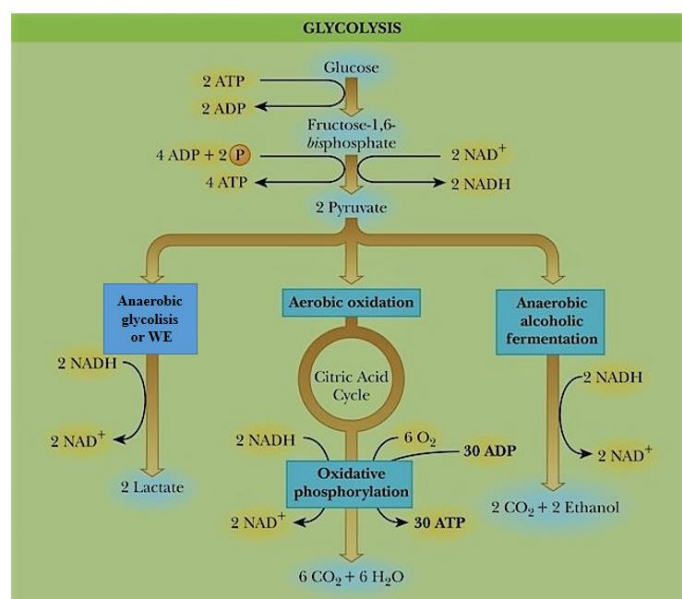 GLYCOLYSIS
Glucose
2 ATP
2 ADP
Fructose-1,6-
bisphosphate
4 ADP + 2 P
4 ATP
2 NAD⁺
2 NADH
2 Pyruvate
Anaerobic
glycolisis
or WE
Aerobic oxidation
Anaerobic
alcoholic
fermentation
2 NADH
2 NAD⁺
2 Lactate
Citric Acid
Cycle
2 NADH
6 O₂
30 ADP
Oxidative
phosphorylation
2 NAD⁺
30 ATP
6 CO₂ + 6 H₂O
2 NADH
2 NAD⁺
2 CO₂ + 2 Ethanol